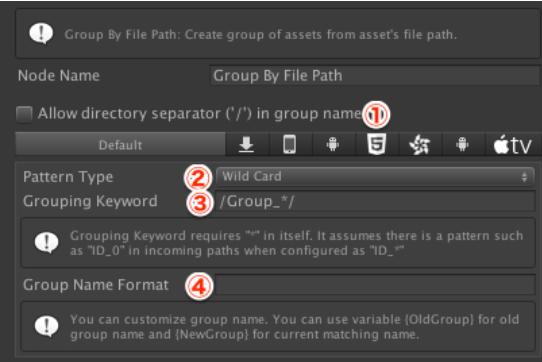 Group By File Path: Create group of assets from asset's file path.
Node Name Group By File Path
Allow directory separator ('/') in group name ①
Default tv
Pattern Type ② Wild Card
Grouping Keyword ③ /Group_*/
Grouping Keyword requires "*" in itself. It assumes there is a pattern such
as "ID_0" in incoming paths when configured as "ID_*"
Group Name Format ④
You can customize group name. You can use variable {OldGroup} for old
group name and {NewGroup} for current matching name.